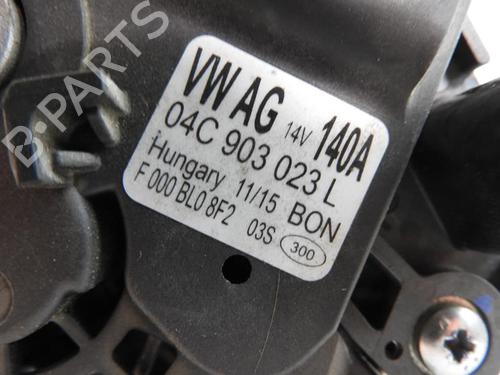 B-PARTS
VW AG 14V 140A
04C 903 023 L
Hungary 11/15 BON
F 000 BL0 8F2 03S 300